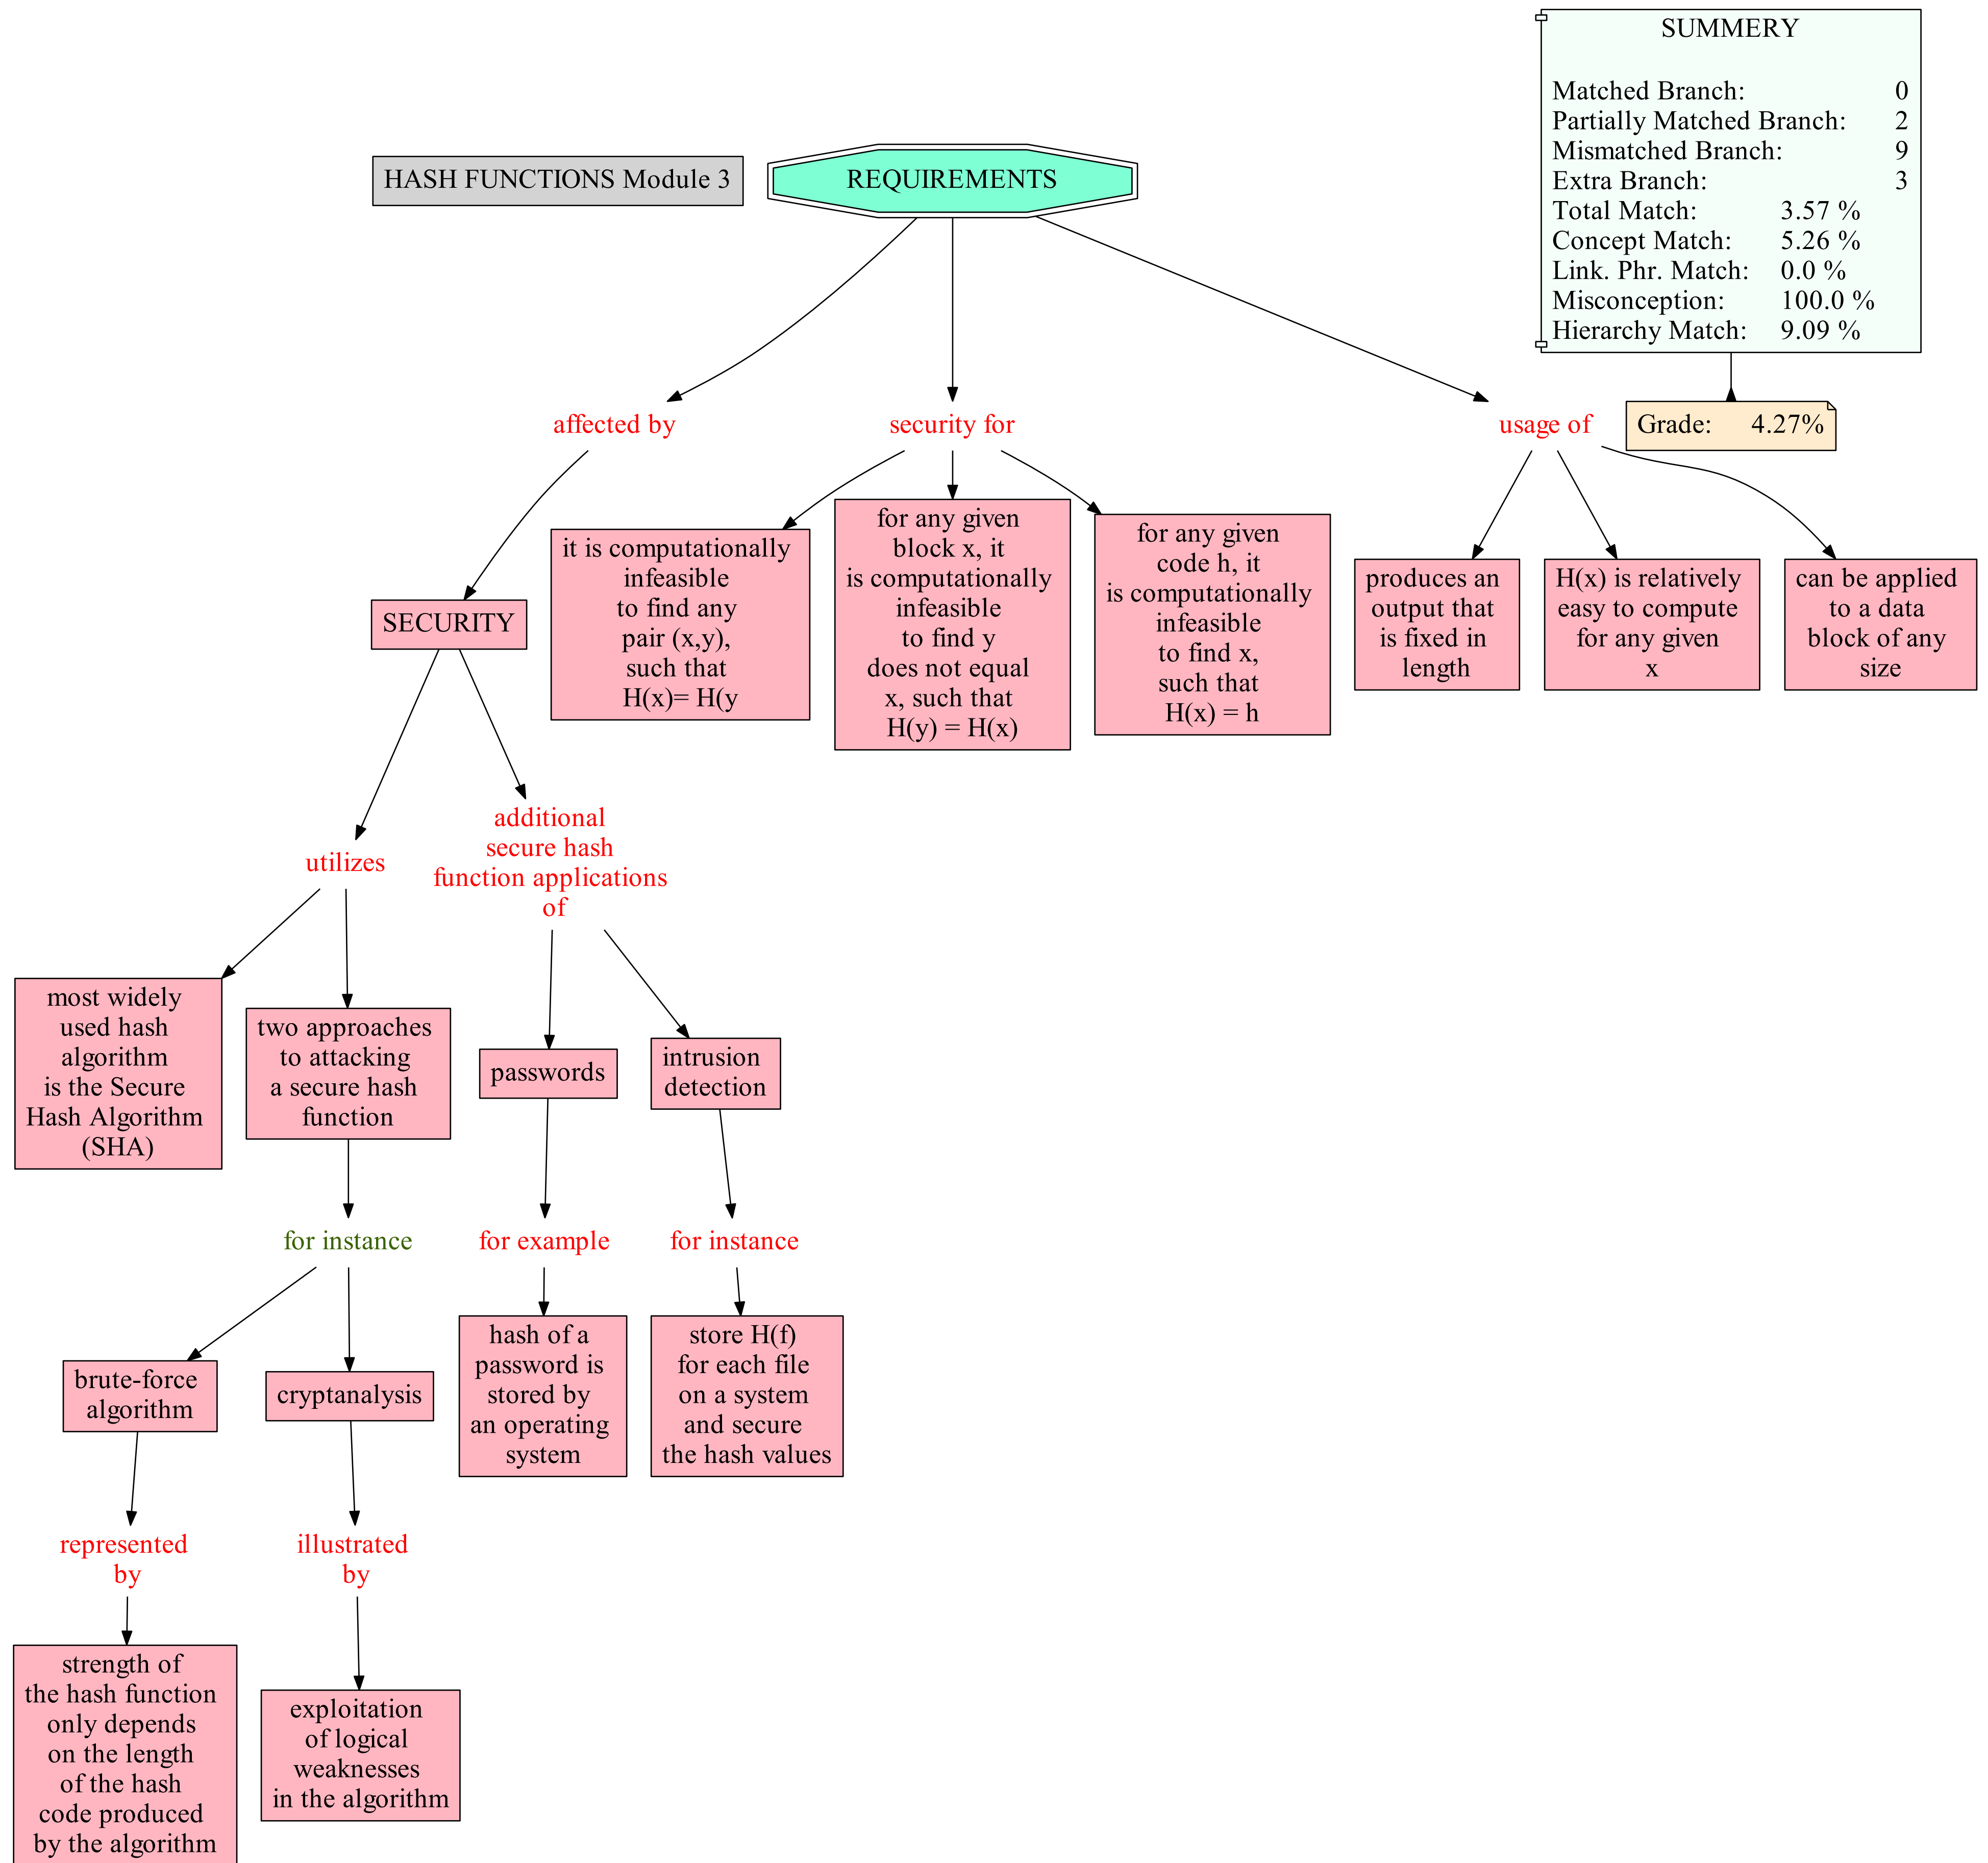 SUMMERY
Matched Branch: 0
Partially Matched Branch: 2
Mismatched Branch: 9
Extra Branch: 3
Total Match: 3.57 %
Concept Match: 5.26 %
Link. Phr. Match: 0.0 %
Misconception: 100.0 %
Hierarchy Match: 9.09 %
HASH FUNCTIONS Module 3
REQUIREMENTS
affected by
security for
usage of
Grade: 4.27%
it is computationally
infeasible
to find any
pair (x,y),
such that
H(x)= H(y
for any given
block x, it
is computationally
infeasible
to find y
does not equal
x, such that
H(y) = H(x)
for any given
code h, it
is computationally
infeasible
to find x,
such that
H(x) = h
produces an
output that
is fixed in
length
H(x) is relatively
easy to compute
for any given
x
can be applied
to a data
block of any
size
SECURITY
utilizes
additional
secure hash
function applications
of
most widely
used hash
algorithm
is the Secure
Hash Algorithm
(SHA)
two approaches
to attacking
a secure hash
function
passwords
intrusion
detection
for instance
for example
for instance
brute-force
algorithm
cryptanalysis
hash of a
password is
stored by
an operating
system
store H(f)
for each file
on a system
and secure
the hash values
represented
by
illustrated
by
strength of
the hash function
only depends
on the length
of the hash
code produced
by the algorithm
exploitation
of logical
weaknesses
in the algorithm